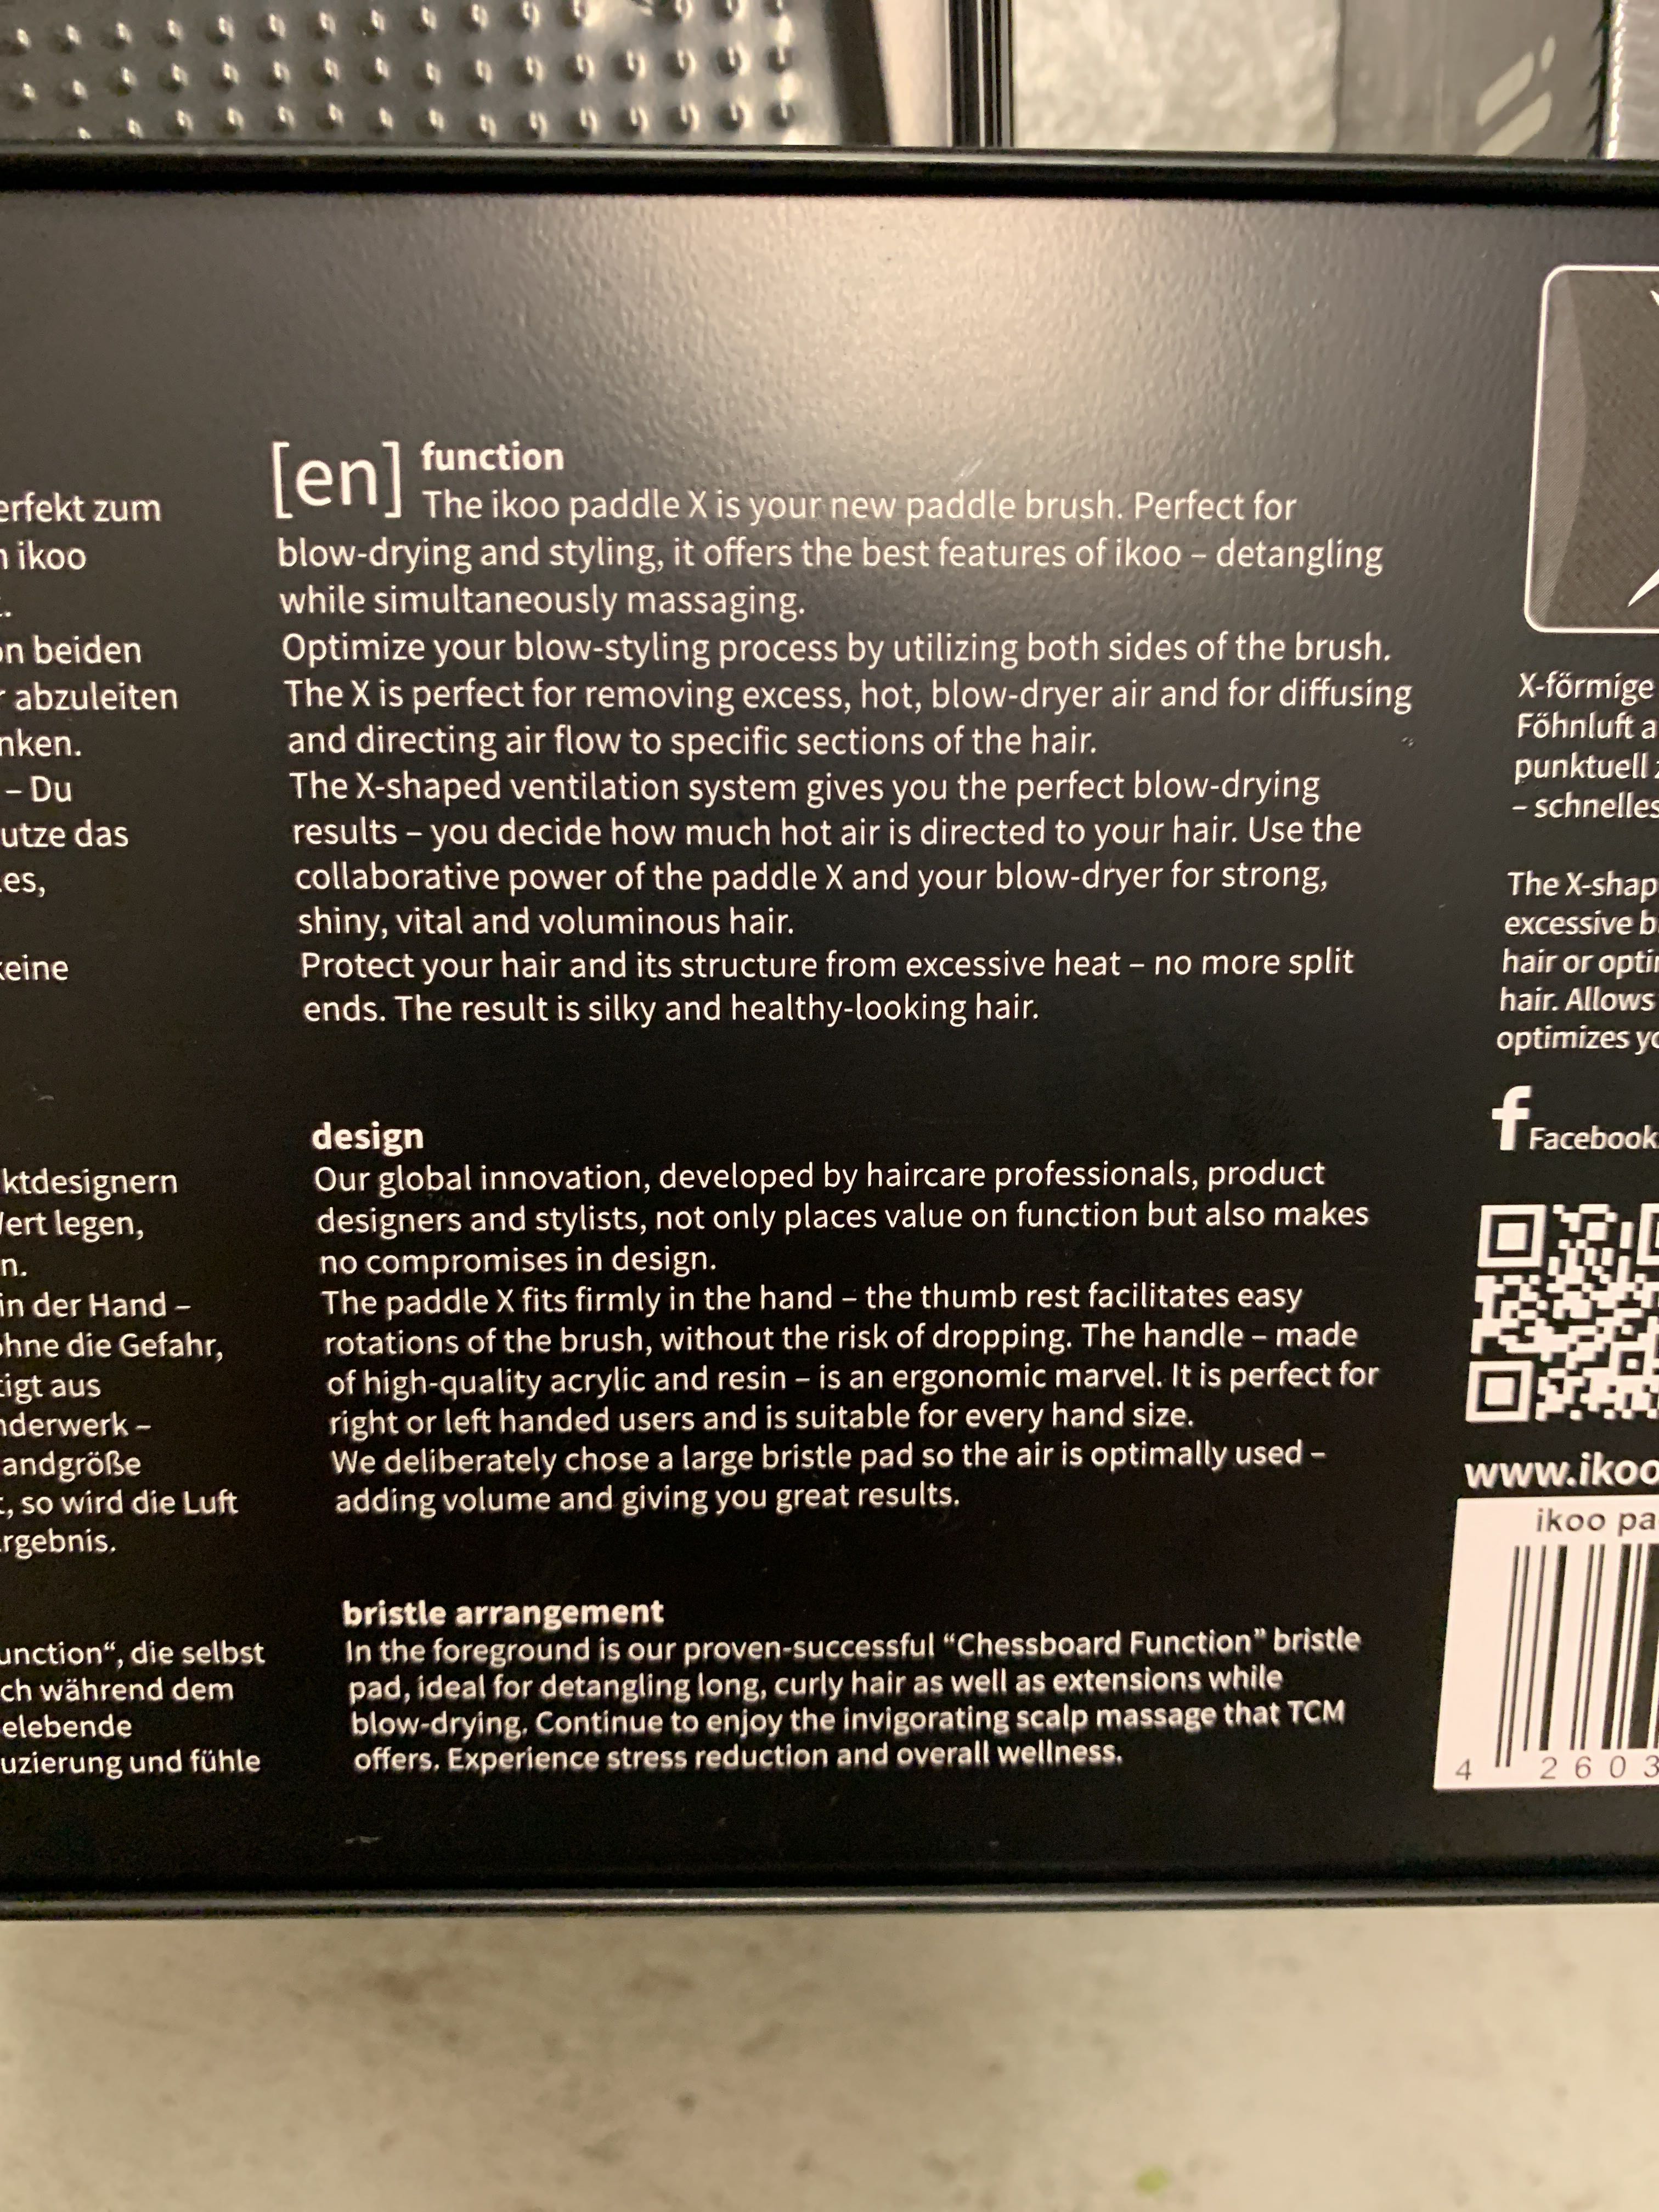 erfekt zum
ikoo
on beiden
abzuleiten
nken.
– Du
utze das
es,
keine
ktdesignern
Wert legen,
n.
in der Hand –
ohne die Gefahr,
tigt aus
nderwerk –
andgröße
, so wird die Luft
rgebnis.
unction“, die selbst
ch während dem
elebende
uzierung und fühle
[en] function
The ikoo paddle X is your new paddle brush. Perfect for
blow-drying and styling, it offers the best features of ikoo – detangling
while simultaneously massaging.
Optimize your blow-styling process by utilizing both sides of the brush.
The X is perfect for removing excess, hot, blow-dryer air and for diffusing
and directing air flow to specific sections of the hair.
The X-shaped ventilation system gives you the perfect blow-drying
results – you decide how much hot air is directed to your hair. Use the
collaborative power of the paddle X and your blow-dryer for strong,
shiny, vital and voluminous hair.
Protect your hair and its structure from excessive heat – no more split
ends. The result is silky and healthy-looking hair.
design
Our global innovation, developed by haircare professionals, product
designers and stylists, not only places value on function but also makes
no compromises in design.
The paddle X fits firmly in the hand – the thumb rest facilitates easy
rotations of the brush, without the risk of dropping. The handle – made
of high-quality acrylic and resin – is an ergonomic marvel. It is perfect for
right or left handed users and is suitable for every hand size.
We deliberately chose a large bristle pad so the air is optimally used –
adding volume and giving you great results.
bristle arrangement
In the foreground is our proven-successful “Chessboard Function” bristle
pad, ideal for detangling long, curly hair as well as extensions while
blow-drying. Continue to enjoy the invigorating scalp massage that TCM
offers. Experience stress reduction and overall wellness.
X-förmige
Föhnluft a
punktuell
– schnelles
The X-shap
excessive b
hair or opti
hair. Allows
optimizes yo
f Facebook
www.ikoo
ikoo pa
4 2603